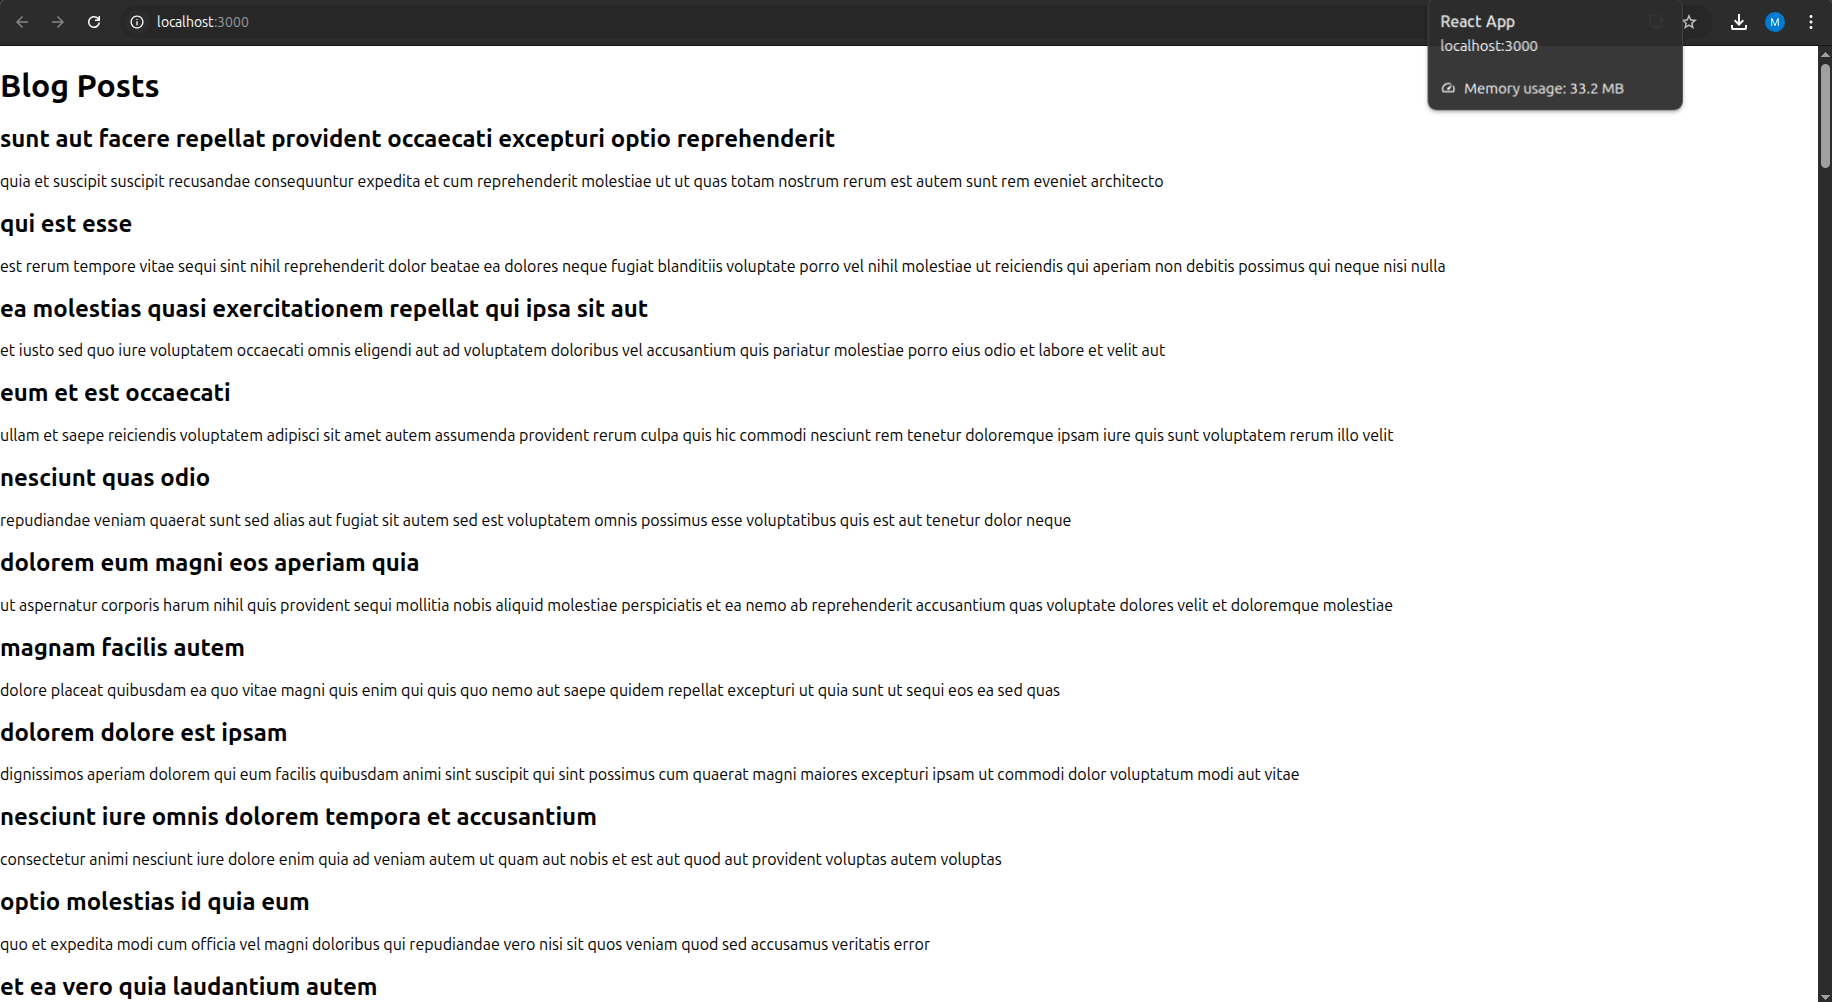 localhost:3000
React App
localhost:3000
Memory usage: 33.2 MB
M
Blog Posts
sunt aut facere repellat provident occaecati excepturi optio reprehenderit
quia et suscipit suscipit recusandae consequuntur expedita et cum reprehenderit molestiae ut ut quas totam nostrum rerum est autem sunt rem eveniet architecto
qui est esse
est rerum tempore vitae sequi sint nihil reprehenderit dolor beatae ea dolores neque fugiat blanditiis voluptate porro vel nihil molestiae ut reiciendis qui aperiam non debitis possimus qui neque nisi nulla
ea molestias quasi exercitationem repellat qui ipsa sit aut
et iusto sed quo iure voluptatem occaecati omnis eligendi aut ad voluptatem doloribus vel accusantium quis pariatur molestiae porro eius odio et labore et velit aut
eum et est occaecati
ullam et saepe reiciendis voluptatem adipisci sit amet autem assumenda provident rerum culpa quis hic commodi nesciunt rem tenetur doloremque ipsam iure quis sunt voluptatem rerum illo velit
nesciunt quas odio
repudiandae veniam quaerat sunt sed alias aut fugiat sit autem sed est voluptatem omnis possimus esse voluptatibus quis est aut tenetur dolor neque
dolorem eum magni eos aperiam quia
ut aspernatur corporis harum nihil quis provident sequi mollitia nobis aliquid molestiae perspiciatis et ea nemo ab reprehenderit accusantium quas voluptate dolores velit et doloremque molestiae
magnam facilis autem
dolore placeat quibusdam ea quo vitae magni quis enim qui quis quo nemo aut saepe quidem repellat excepturi ut quia sunt ut sequi eos ea sed quas
dolorem dolore est ipsam
dignissimos aperiam dolorem qui eum facilis quibusdam animi sint suscipit qui sint possimus cum quaerat magni maiores excepturi ipsam ut commodi dolor voluptatum modi aut vitae
nesciunt iure omnis dolorem tempora et accusantium
consectetur animi nesciunt iure dolore enim quia ad veniam autem ut quam aut nobis et est aut quod aut provident voluptas autem voluptas
optio molestias id quia eum
quo et expedita modi cum officia vel magni doloribus qui repudiandae vero nisi sit quos veniam quod sed accusamus veritatis error
et ea vero quia laudantium autem